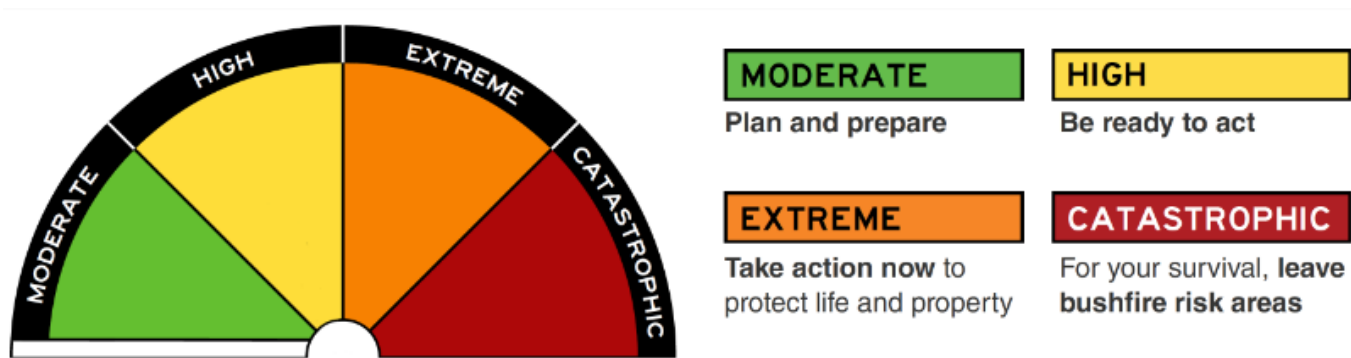 MODERATE
HIGH
EXTREME
CATASTROPHIC
MODERATE
Plan and prepare
HIGH
Be ready to act
EXTREME
Take action now to
protect life and property
CATASTROPHIC
For your survival, leave
bushfire risk areas